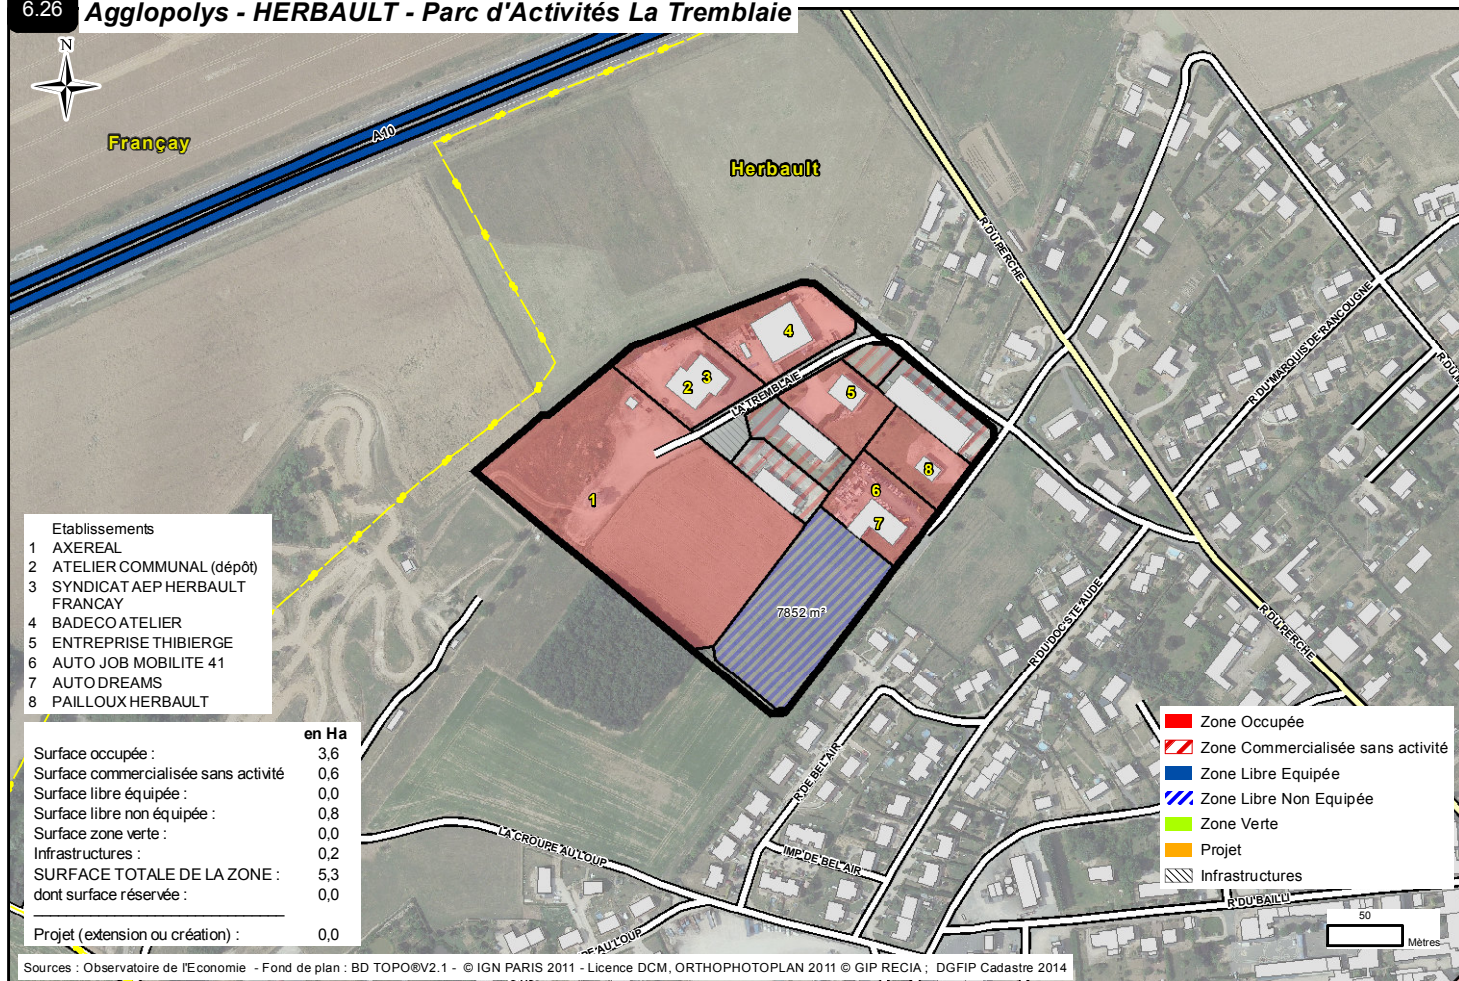 6.26 Agglopolys - HERBAULT - Parc d'Activités La Tremblaie
N
Françay
A10
Herbault
R DU PERCHE
R DU MARQUIS DE RANCOUGNE
R DU M
LA TREMBLAIE
4
3
2
5
8
6
7
1
7852 m²
R DU DOC STE AUDE
R DU PERCHE
R DE BEL AIR
IMP DE BEL AIR
LA CROUPE AU LOUP
E AU LOUP
R DU BAILLI
Etablissements
1 AXEREAL
2 ATELIER COMMUNAL (dépôt)
3 SYNDICAT AEP HERBAULT
FRANCAY
4 BADECO ATELIER
5 ENTREPRISE THIBIERGE
6 AUTO JOB MOBILITE 41
7 AUTO DREAMS
8 PAILLOUX HERBAULT
en Ha
Surface occupée : 3,6
Surface commercialisée sans activité 0,6
Surface libre équipée : 0,0
Surface libre non équipée : 0,8
Surface zone verte : 0,0
Infrastructures : 0,2
SURFACE TOTALE DE LA ZONE : 5,3
dont surface réservée : 0,0
Projet (extension ou création) : 0,0
Zone Occupée
Zone Commercialisée sans activité
Zone Libre Equipée
Zone Libre Non Equipée
Zone Verte
Projet
Infrastructures
50
Mètres
Sources : Observatoire de l'Economie - Fond de plan : BD TOPO®V2.1 - © IGN PARIS 2011 - Licence DCM, ORTHOPHOTOPLAN 2011 © GIP RECIA ; DGFIP Cadastre 2014